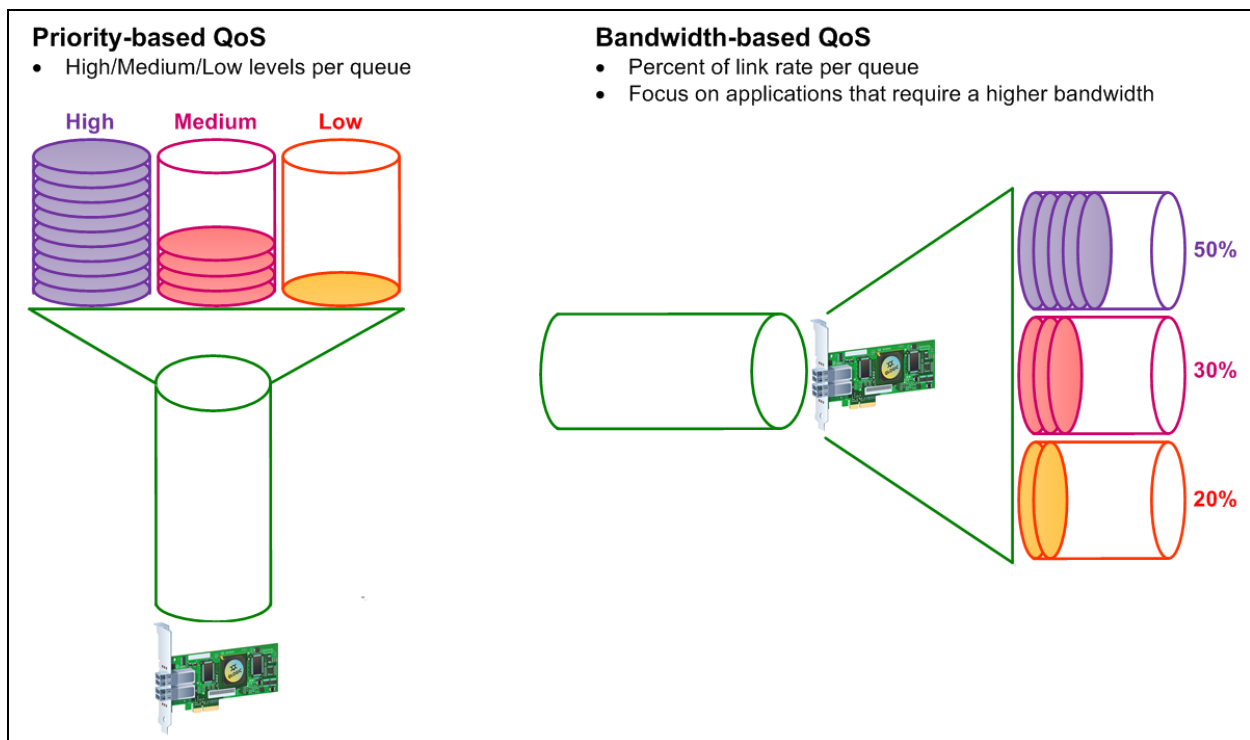 Priority-based QoS
• High/Medium/Low levels per queue
High Medium Low
Bandwidth-based QoS
• Percent of link rate per queue
• Focus on applications that require a higher bandwidth
50%
30%
20%